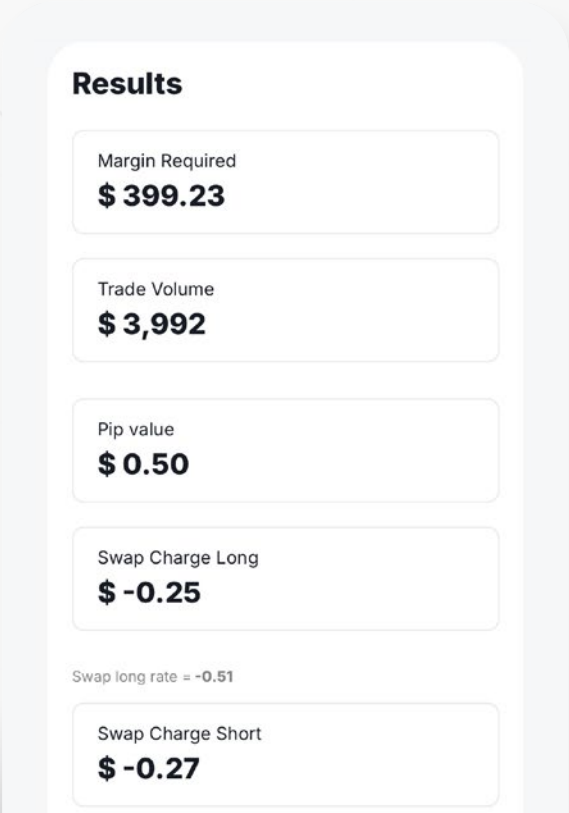 Results
Margin Required
$ 399.23
Trade Volume
$ 3,992
Pip value
$ 0.50
Swap Charge Long
$ -0.25
Swap long rate = -0.51
Swap Charge Short
$ -0.27